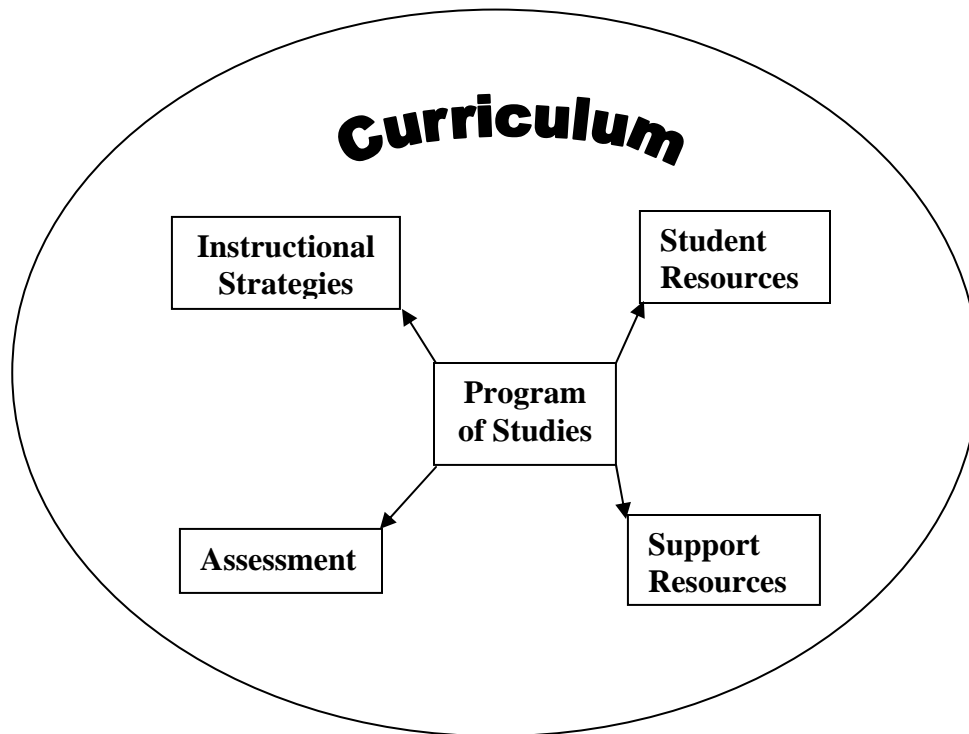 Curriculum
Instructional
Strategies
Student
Resources
Program
of Studies
Assessment
Support
Resources